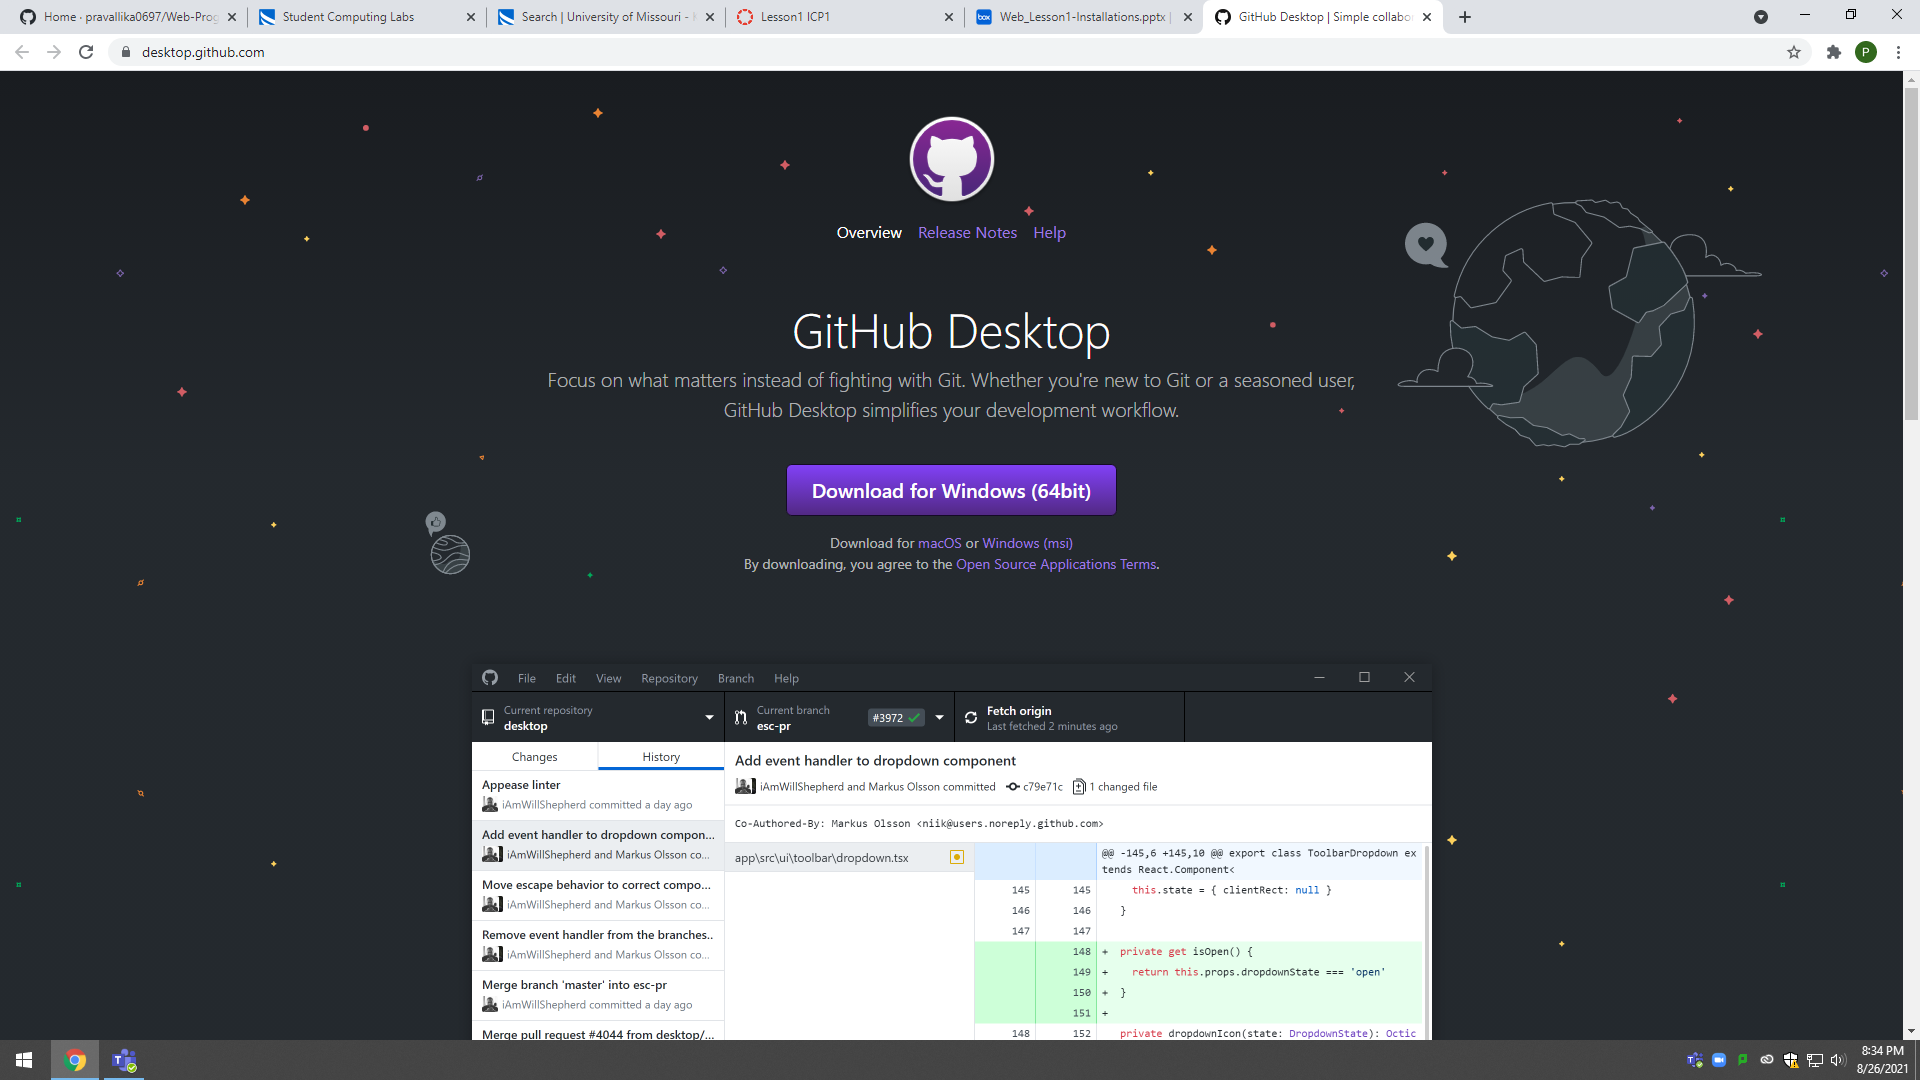 Home · pravallika0697/Web-Prog
Student Computing Labs
Search | University of Missouri -
Lesson1 ICP1
Web_Lesson1-Installations.pptx |
GitHub Desktop | Simple collabo
desktop.github.com
P
Overview Release Notes Help
GitHub Desktop
Focus on what matters instead of fighting with Git. Whether you're new to Git or a seasoned user,
GitHub Desktop simplifies your development workflow.
Download for Windows (64bit)
Download for macOS or Windows (msi)
By downloading, you agree to the Open Source Applications Terms.
File Edit View Repository Branch Help
Current repository
desktop
Current branch
esc-pr
#3972
Fetch origin
Last fetched 2 minutes ago
Changes History
Appease linter
iAmWillShepherd committed a day ago
Add event handler to dropdown compon...
iAmWillShepherd and Markus Olsson co...
Move escape behavior to correct compo...
iAmWillShepherd and Markus Olsson co...
Remove event handler from the branches..
iAmWillShepherd and Markus Olsson co...
Merge branch 'master' into esc-pr
iAmWillShepherd committed a day ago
Merge pull request #4044 from desktop/...
Add event handler to dropdown component
iAmWillShepherd and Markus Olsson committed c79e71c 1 changed file
Co-Authored-By: Markus Olsson <niik@users.noreply.github.com>
app\src\ui\toolbar\dropdown.tsx
@@ -145,6 +145,10 @@ export class ToolbarDropdown ex
tends React.Component<
145 145 this.state = { clientRect: null }
146 146 }
147 147
148 + private get isOpen() {
149 + return this.props.dropdownState === 'open'
150 + }
151 +
148 152 private dropdownIcon(state: DropdownState): Octic
8:34 PM
8/26/2021